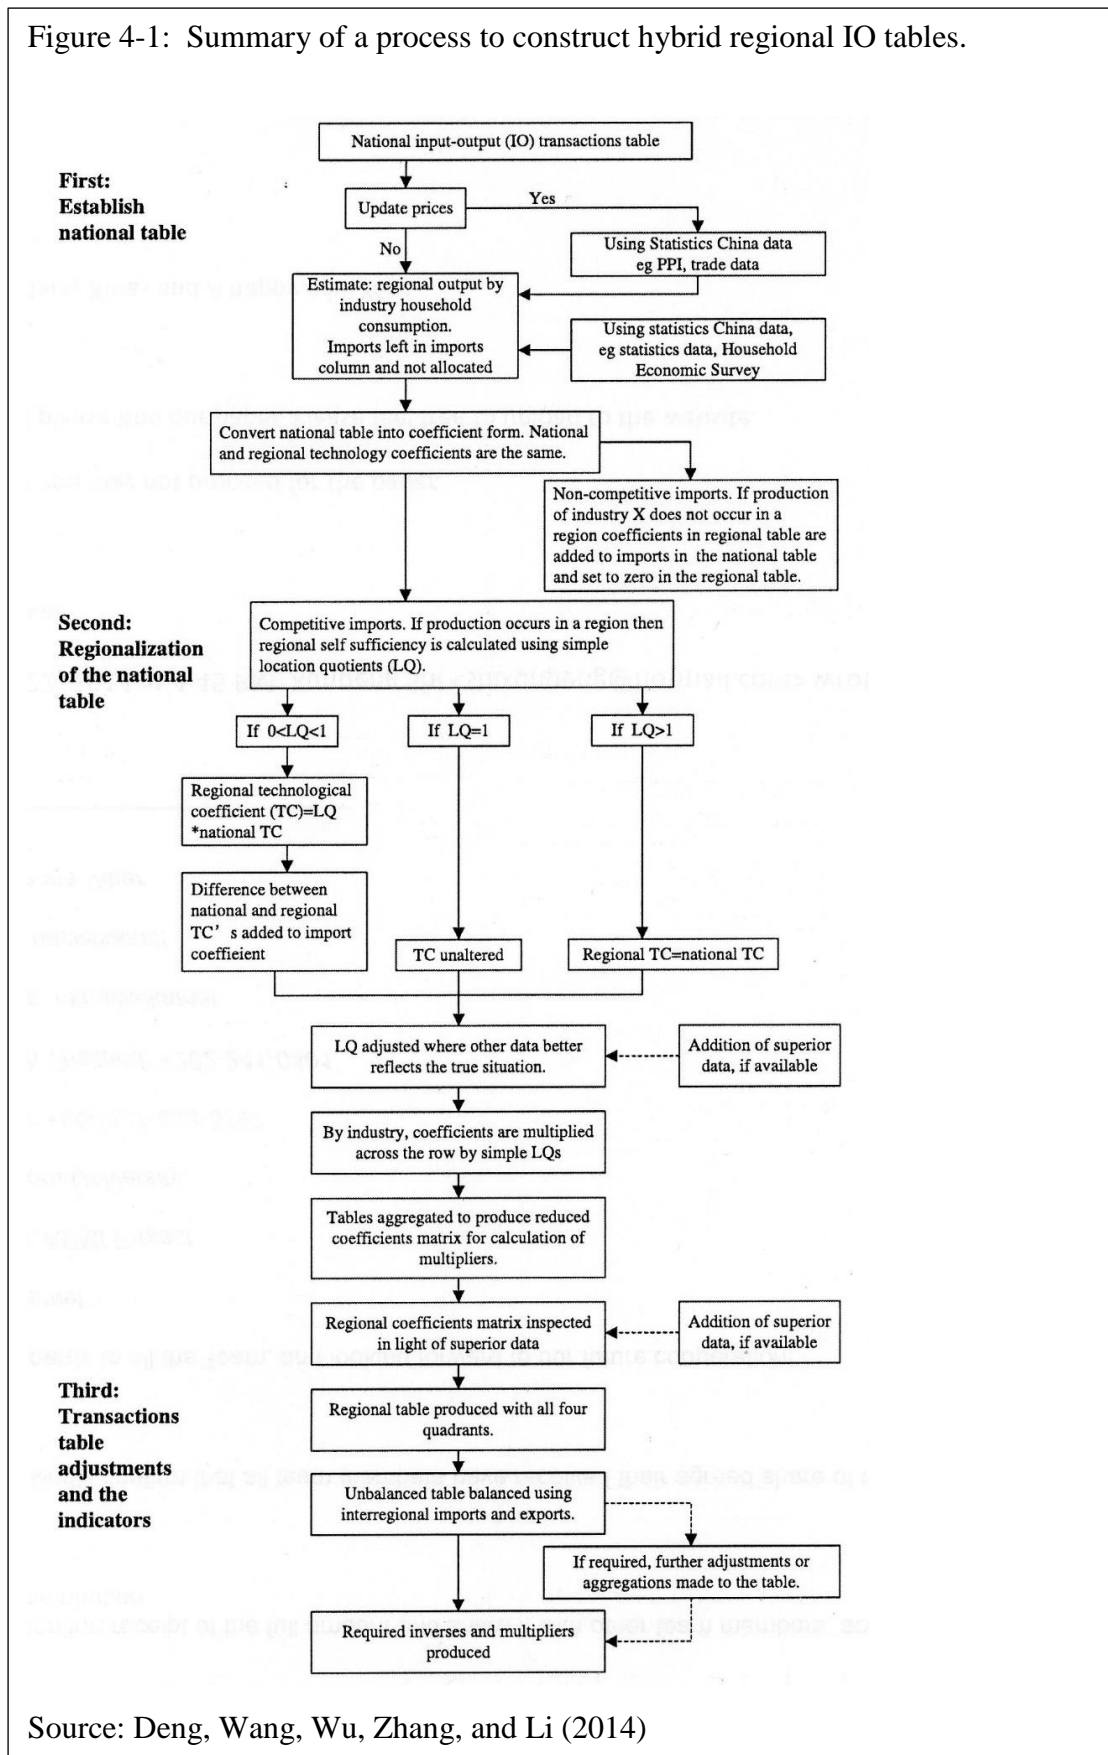 Figure 4-1:  Summary of a process to construct hybrid regional IO tables.
National input-output (IO) transactions table
First:
Establish
national table
Update prices
Yes
No
Using Statistics China data
eg PPI, trade data
Estimate: regional output by
industry household
consumption.
Imports left in imports
column and not allocated
Using statistics China data,
eg statistics data, Household
Economic Survey
Convert national table into coefficient form. National
and regional technology coefficients are the same.
Non-competitive imports. If production
of industry X does not occur in a
region coefficients in regional table are
added to imports in the national table
and set to zero in the regional table.
Second:
Regionalization
of the national
table
Competitive imports. If production occurs in a region then
regional self sufficiency is calculated using simple
location quotients (LQ).
If 0<LQ<1
If LQ=1
If LQ>1
Regional technological
coefficient (TC)=LQ
*national TC
Difference between
national and regional
TC's added to import
coeffieient
TC unaltered
Regional TC=national TC
LQ adjusted where other data better
reflects the true situation.
Addition of superior
data, if available
By industry, coefficients are multiplied
across the row by simple LQs
Tables aggregated to produce reduced
coefficients matrix for calculation of
multipliers.
Regional coefficients matrix inspected
in light of superior data
Addition of superior
data, if available
Third:
Transactions
table
adjustments
and the
indicators
Regional table produced with all four
quadrants.
Unbalanced table balanced using
interregional imports and exports.
If required, further adjustments or
aggregations made to the table.
Required inverses and multipliers
produced
Source: Deng, Wang, Wu, Zhang, and Li (2014)